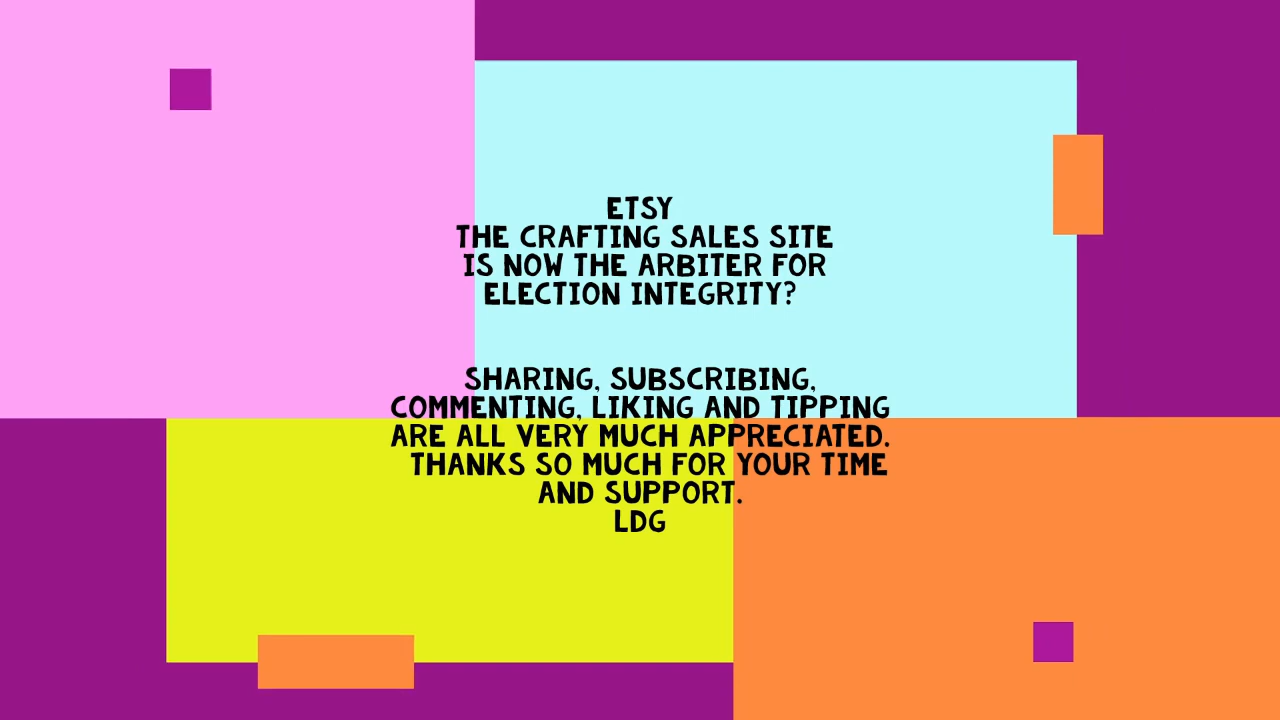 ETSY
THE CRAFTING SALES SITE
IS NOW THE ARBITER FOR
ELECTION INTEGRITY?
SHARING, SUBSCRIBING,
COMMENTING, LIKING AND TIPPING
ARE ALL VERY MUCH APPRECIATED.
THANKS SO MUCH FOR YOUR TIME
AND SUPPORT.
LDG